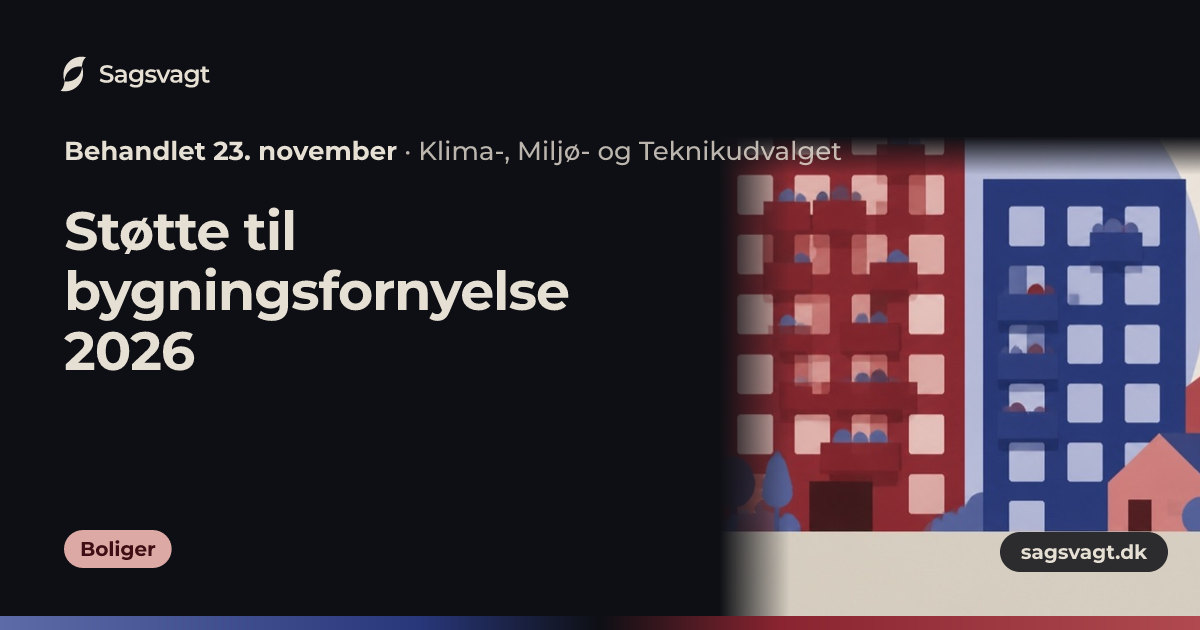 Sagsvagt
Behandlet 23. november · Klima-, Miljø- og Teknikudvalget
Støtte til
bygningsfornyelse
2026
Boliger
sagsvagt.dk